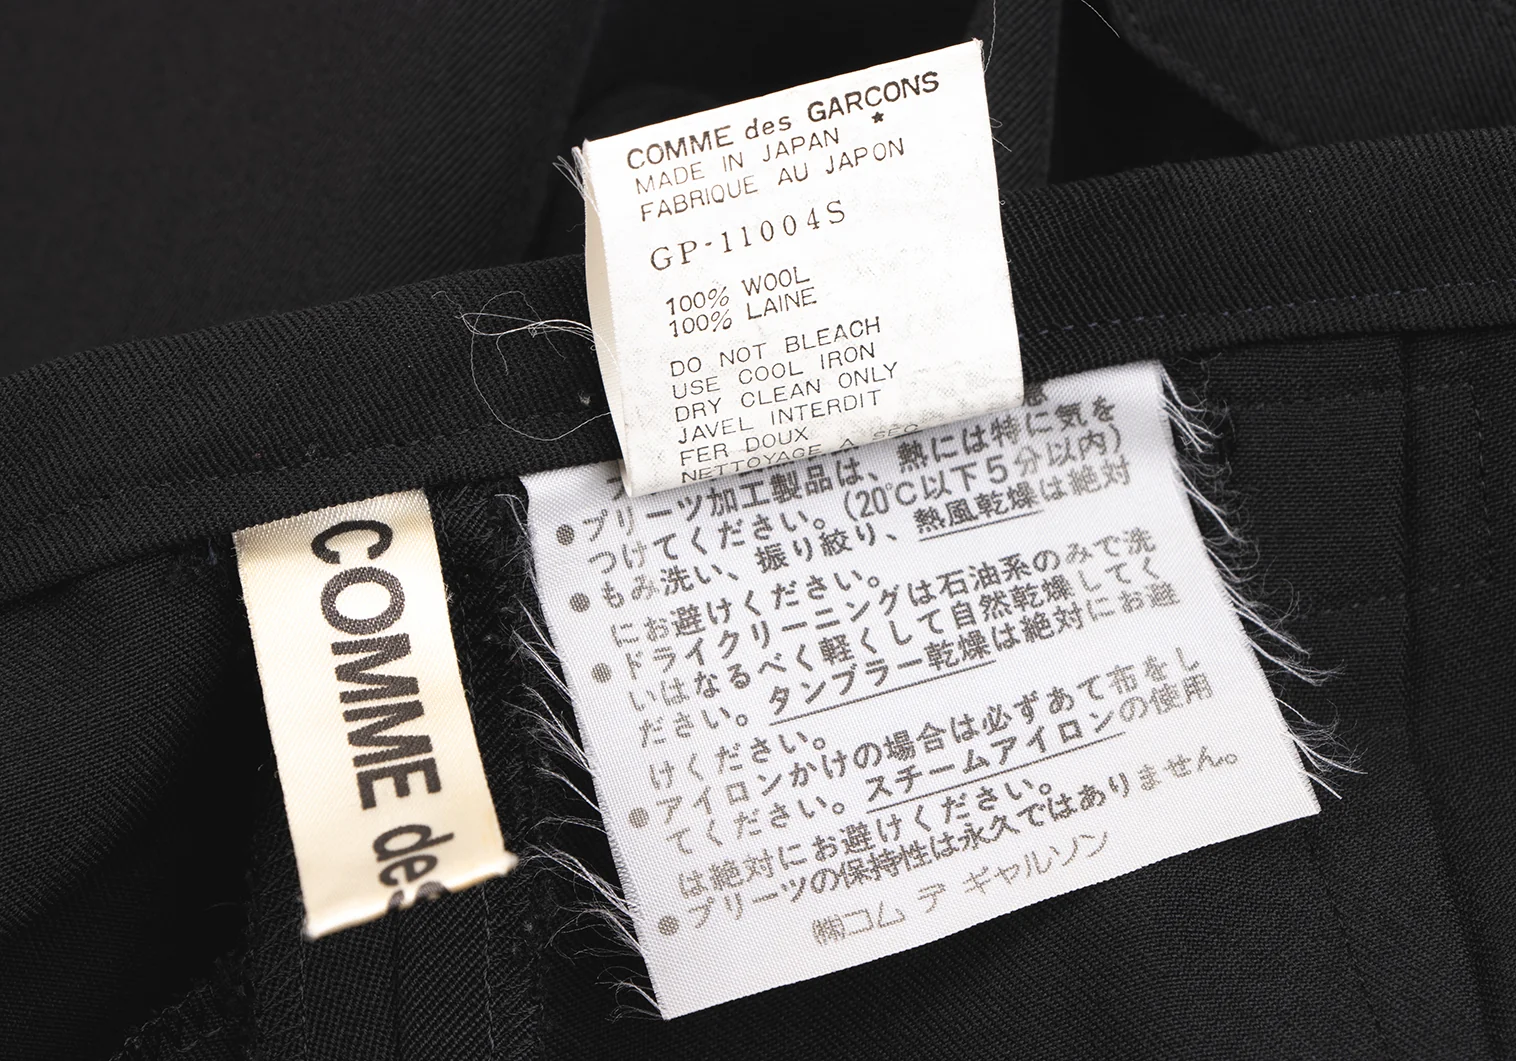 COMME des GARCONS
MADE IN JAPAN ★
FABRIQUE AU JAPON
GP-11004S
100% WOOL
100% LAINE
DO NOT BLEACH
USE COOL IRON
DRY CLEAN ONLY
JAVEL INTERDIT
FER DOUX
NETTOYAGE A SEC
COMME des
●プリーツ加工製品は、熱には特に気を
つけてください。(20℃以下5分以内)
●もみ洗い、振り絞り、熱風乾燥は絶対
にお避けください。
●ドライクリーニングは石油系のみで洗
いはなるべく軽くして自然乾燥してく
ださい。タンブラー乾燥は絶対にお避
けください。
●アイロンかけの場合は必ずあて布をし
てください。スチームアイロンの使用
は絶対にお避けください。
●プリーツの保持性は永久ではありません。
㈱コム デ ギャルソン